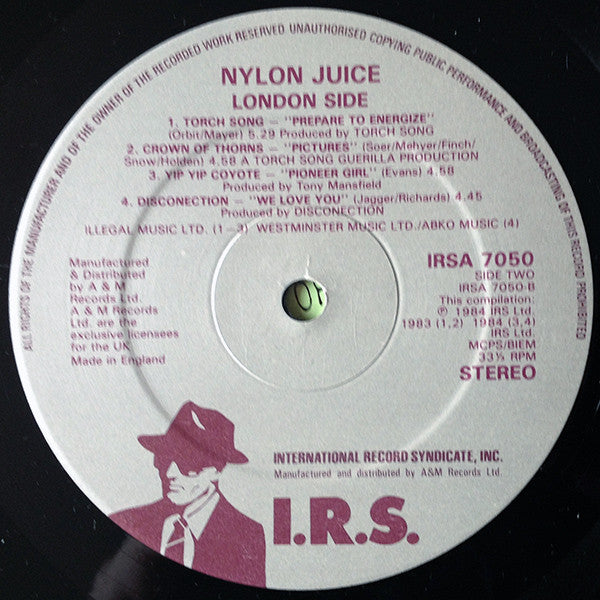 ALL RIGHTS OF THE MANUFACTURER AND OF THE OWNER OF THE RECORDED WORK RESERVED UNAUTHORISED COPYING PUBLIC PERFORMANCE AND BROADCASTING OF THIS RECORD PROHIBITED
NYLON JUICE
LONDON SIDE
1. TORCH SONG – "PREPARE TO ENERGIZE"
(Orbit/Mayer) 5.29 Produced by TORCH SONG
2. CROWN OF THORNS – "PICTURES" (Soer/Mehyer/Finch/
Snow/Holden) 4.58 A TORCH SONG GUERILLA PRODUCTION
3. YIP YIP COYOTE – "PIONEER GIRL" (Evans) 4.58
Produced by Tony Mansfield
4. DISCONECTION – "WE LOVE YOU" (Jagger/Richards) 4.45
Produced by DISCONECTION
ILLEGAL MUSIC LTD. (1–3) WESTMINSTER MUSIC LTD./ABKO MUSIC (4)
Manufactured
& Distributed
by A & M
Records Ltd.
A & M Records
Ltd. are the
exclusive licensees
for the UK
Made in England
IRSA 7050
SIDE TWO
IRSA 7050-B
This compilation:
℗ 1984 IRS Ltd.
1983 (1,2) 1984 (3,4)
IRS Ltd.
MCPS/BIEM
33⅓ RPM
STEREO
INTERNATIONAL RECORD SYNDICATE, INC.
Manufactured and distributed by A&M Records Ltd.
I.R.S.